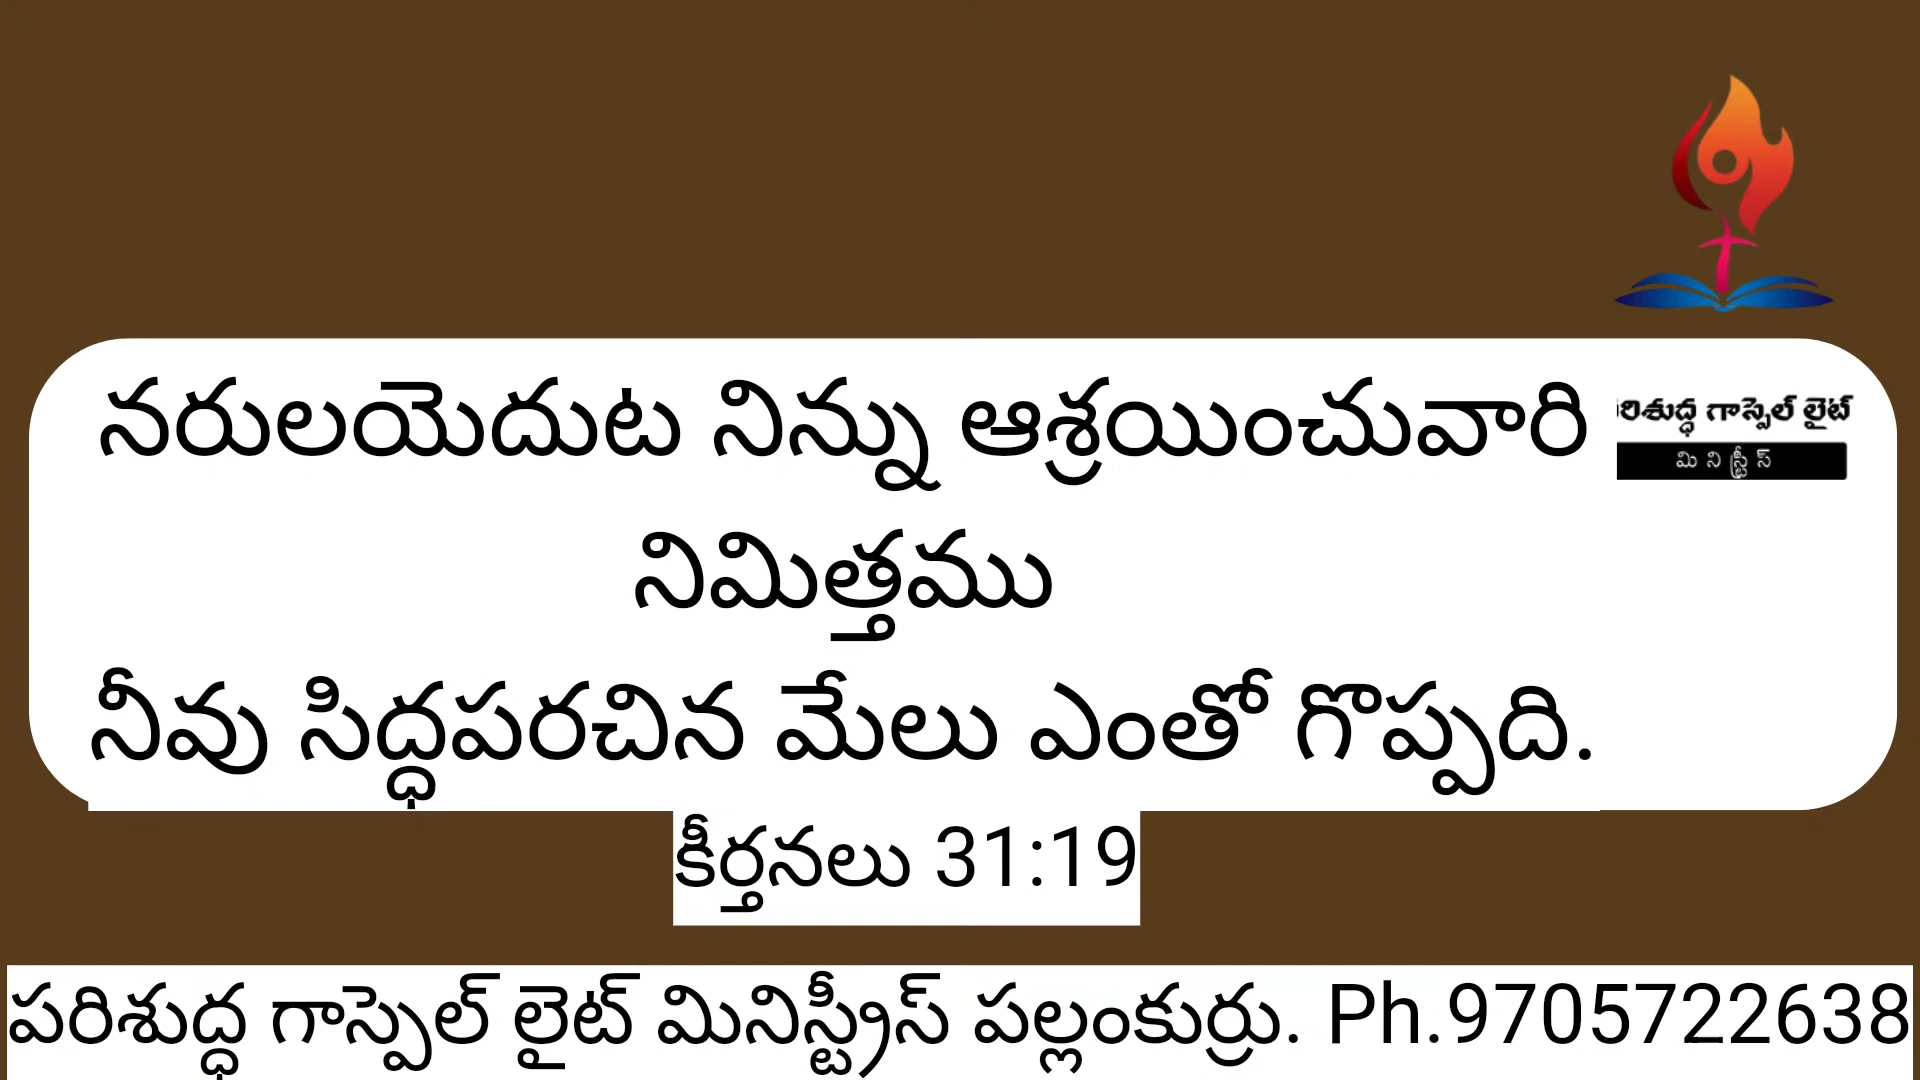 నరులయెదుట నిన్ను ఆశ్రయించువారి
నిమిత్తము
నీవు సిద్ధపరచిన మేలు ఎంతో గొప్పది.
కీర్తనలు 31:19
రిశుద్ధ గాస్పెల్ లైట్
మినిస్ట్రీస్
పరిశుద్ధ గాస్పెల్ లైట్ మినిస్ట్రీస్ పల్లంకుర్రు. Ph.9705722638